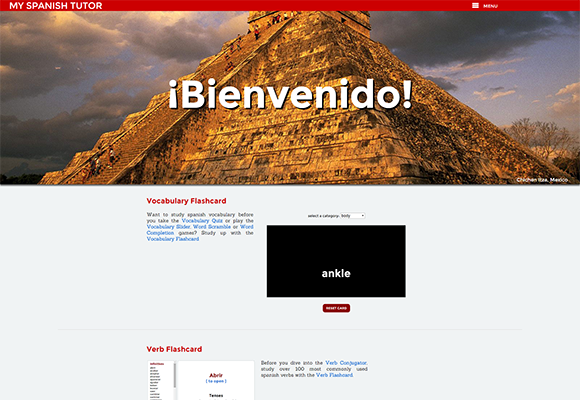 MY SPANISH TUTOR
MENU
¡Bienvenido!
Chichen Itza, Mexico
Vocabulary Flashcard
Want to study spanish vocabulary before
you take the Vocabulary Quiz or play the
Vocabulary Slider, Word Scramble or Word
Completion games? Study up with the
Vocabulary Flashcard
select a category: body
ankle
RESET CARD
Verb Flashcard
Abrir
[ to open ]
Tenses
Before you dive into the Verb Conjugator,
study over 100 most commonly used
spanish verbs with the Verb Flashcard.